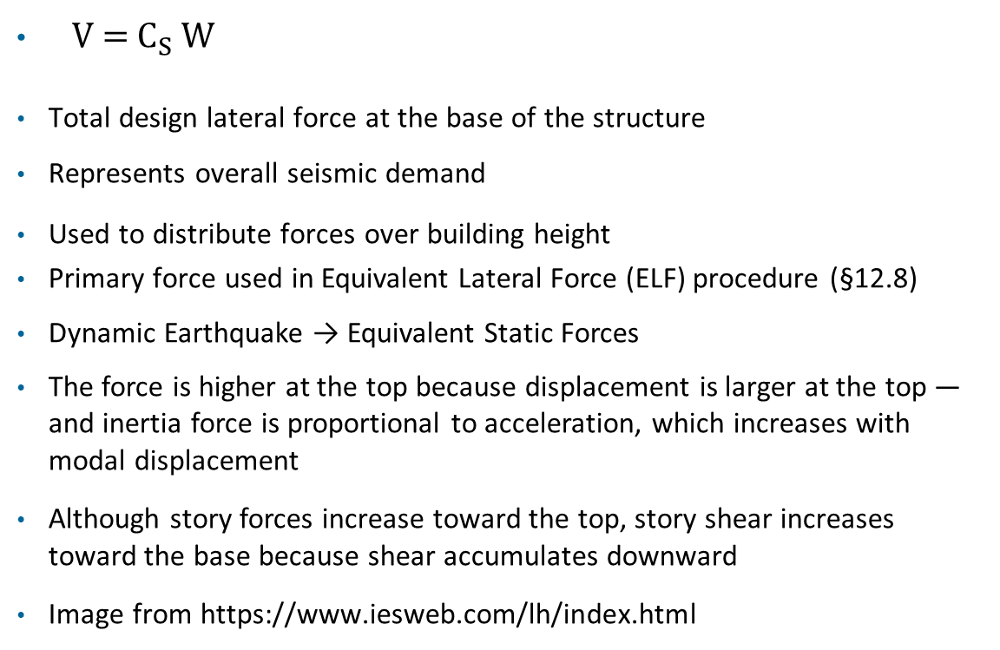 • V = C_S W
• Total design lateral force at the base of the structure
• Represents overall seismic demand
• Used to distribute forces over building height
• Primary force used in Equivalent Lateral Force (ELF) procedure (§12.8)
• Dynamic Earthquake → Equivalent Static Forces
• The force is higher at the top because displacement is larger at the top —
and inertia force is proportional to acceleration, which increases with
modal displacement
• Although story forces increase toward the top, story shear increases
toward the base because shear accumulates downward
• Image from https://www.iesweb.com/lh/index.html